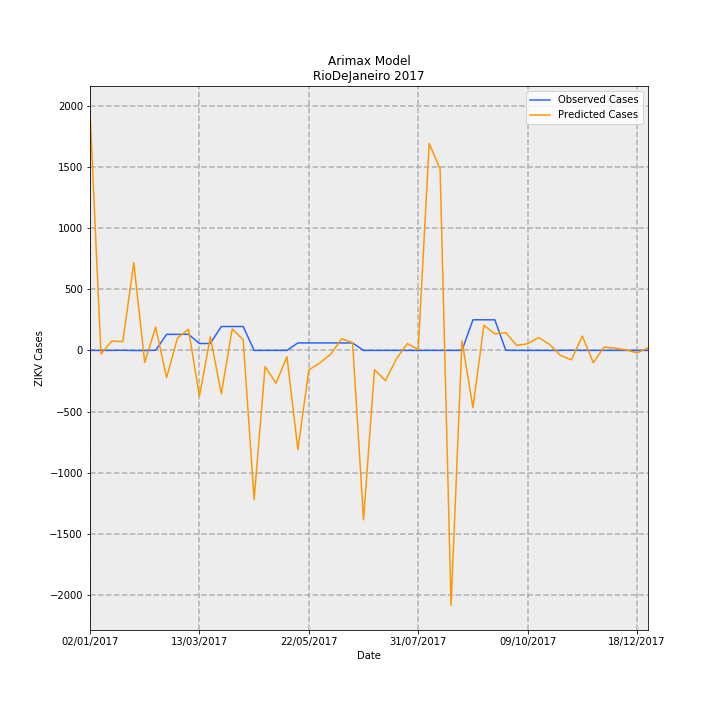 Arimax Model
RioDeJaneiro 2017
Observed Cases
Predicted Cases
2000
1500
1000
500
0
−500
−1000
−1500
−2000
ZIKV Cases
02/01/2017 13/03/2017 22/05/2017 31/07/2017 09/10/2017 18/12/2017
Date